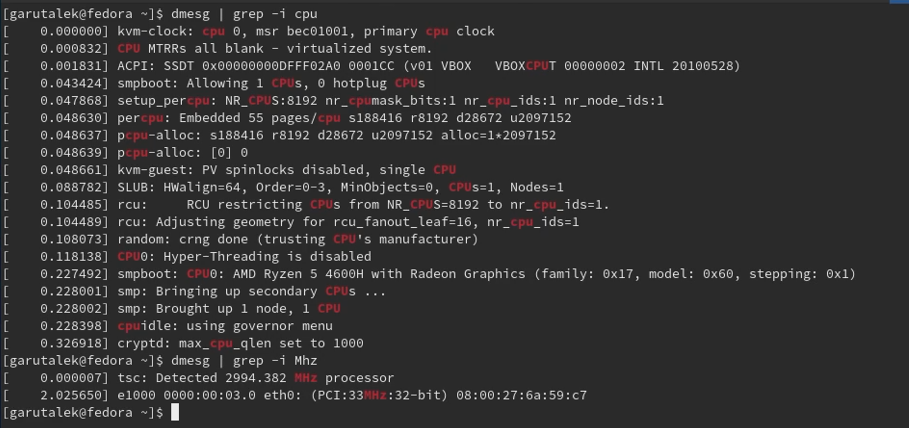 [garutalek@fedora ~]$ dmesg | grep -i cpu
[    0.000000] kvm-clock: cpu 0, msr bec01001, primary cpu clock
[    0.000832] CPU MTRRs all blank - virtualized system.
[    0.001831] ACPI: SSDT 0x00000000DFFF02A0 0001CC (v01 VBOX   VBOXCPUT 00000002 INTL 20100528)
[    0.043424] smpboot: Allowing 1 CPUs, 0 hotplug CPUs
[    0.047868] setup_percpu: NR_CPUS:8192 nr_cpumask_bits:1 nr_cpu_ids:1 nr_node_ids:1
[    0.048630] percpu: Embedded 55 pages/cpu s188416 r8192 d28672 u2097152
[    0.048637] pcpu-alloc: s188416 r8192 d28672 u2097152 alloc=1*2097152
[    0.048639] pcpu-alloc: [0] 0
[    0.048661] kvm-guest: PV spinlocks disabled, single CPU
[    0.088782] SLUB: HWalign=64, Order=0-3, MinObjects=0, CPUs=1, Nodes=1
[    0.104485] rcu:     RCU restricting CPUs from NR_CPUS=8192 to nr_cpu_ids=1.
[    0.104489] rcu: Adjusting geometry for rcu_fanout_leaf=16, nr_cpu_ids=1
[    0.108073] random: crng done (trusting CPU's manufacturer)
[    0.118138] CPU0: Hyper-Threading is disabled
[    0.227492] smpboot: CPU0: AMD Ryzen 5 4600H with Radeon Graphics (family: 0x17, model: 0x60, stepping: 0x1)
[    0.228001] smp: Bringing up secondary CPUs ...
[    0.228002] smp: Brought up 1 node, 1 CPU
[    0.228398] cpuidle: using governor menu
[    0.326918] cryptd: max_cpu_qlen set to 1000
[garutalek@fedora ~]$ dmesg | grep -i Mhz
[    0.000007] tsc: Detected 2994.382 MHz processor
[    2.025650] e1000 0000:00:03.0 eth0: (PCI:33MHz:32-bit) 08:00:27:6a:59:c7
[garutalek@fedora ~]$